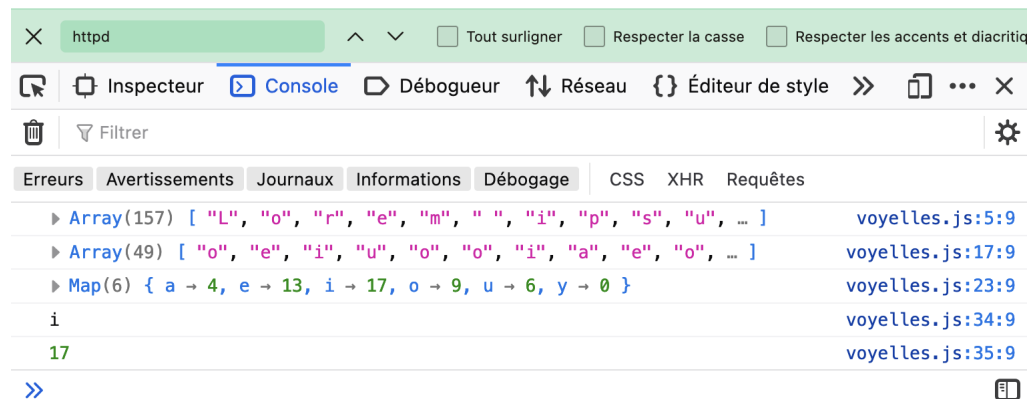 httpd Tout surligner Respecter la casse Respecter les accents et diacritiq
Inspecteur Console Débogueur Réseau Éditeur de style
Filtrer
Erreurs Avertissements Journaux Informations Débogage CSS XHR Requêtes
Array(157) [ "L", "o", "r", "e", "m", " ", "i", "p", "s", "u", … ] voyelles.js:5:9
Array(49) [ "o", "e", "i", "u", "o", "o", "i", "a", "e", "o", … ] voyelles.js:17:9
Map(6) { a → 4, e → 13, i → 17, o → 9, u → 6, y → 0 } voyelles.js:23:9
i voyelles.js:34:9
17 voyelles.js:35:9